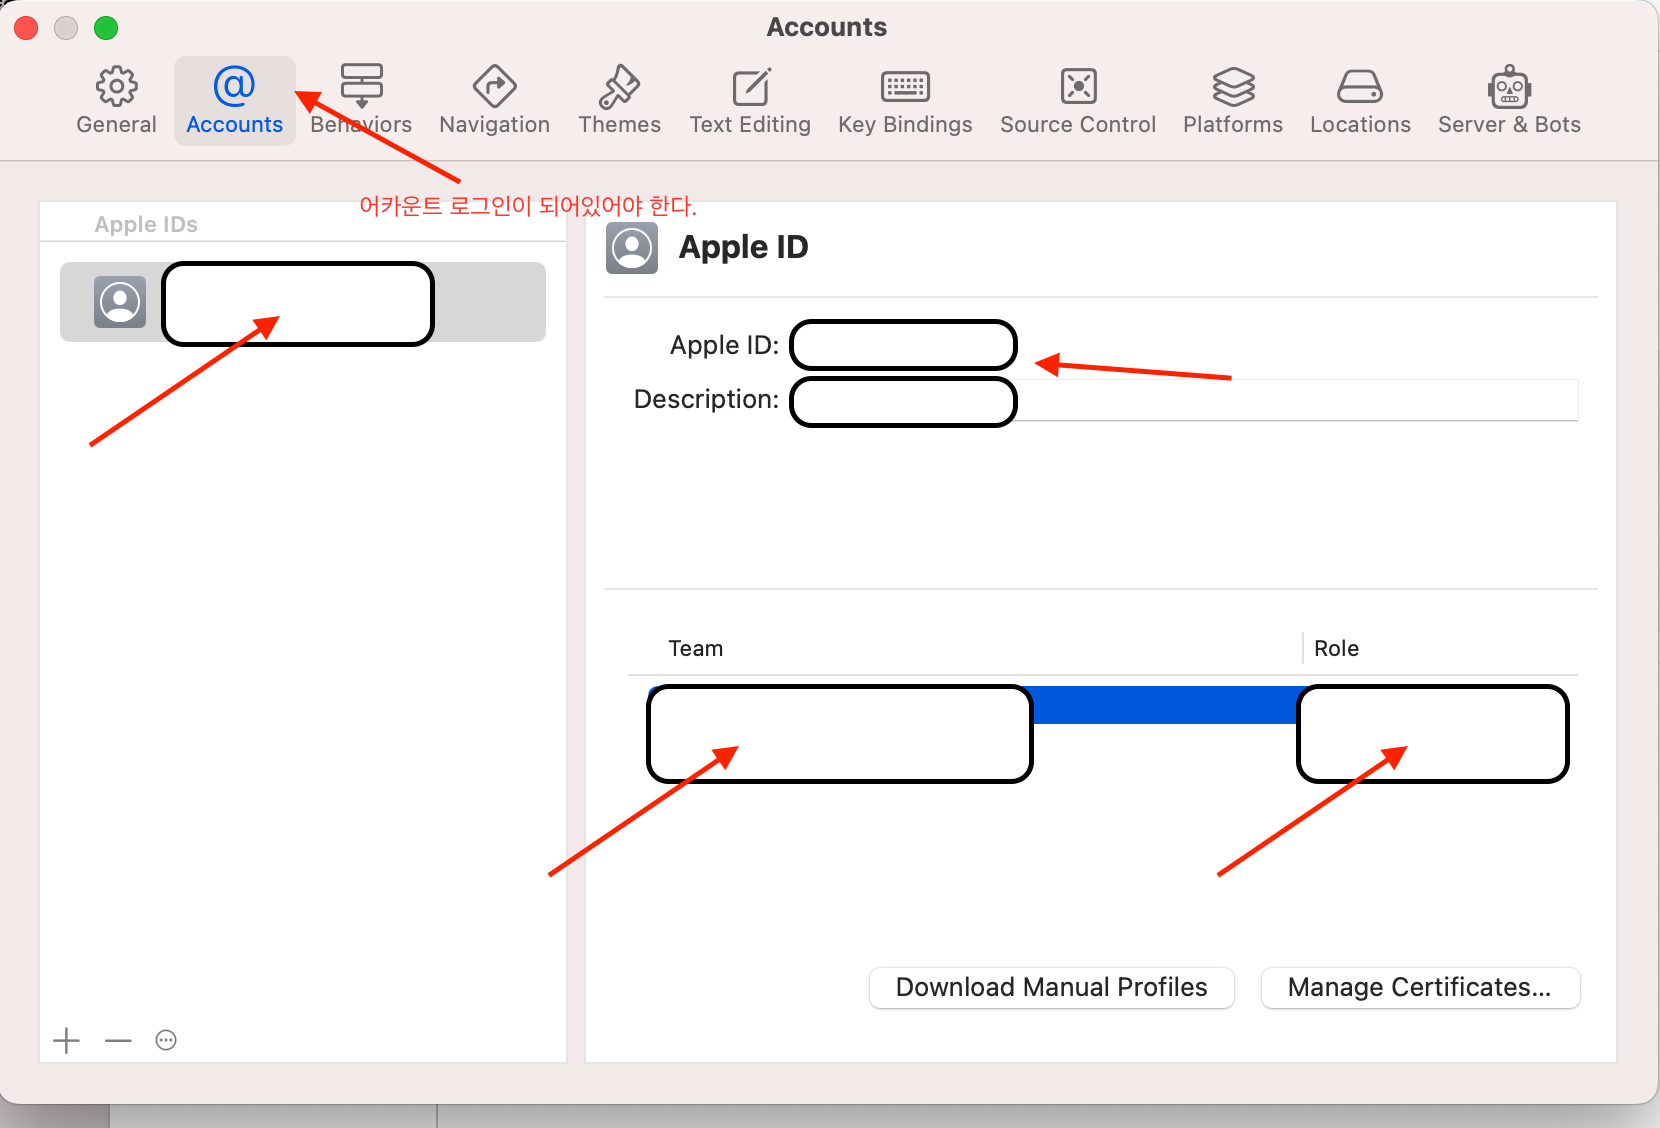 Accounts
General
Accounts
Behaviors
Navigation
Themes
Text Editing
Key Bindings
Source Control
Platforms
Locations
Server & Bots
어카운트 로그인이 되어있어야 한다.
Apple IDs
Apple ID
Apple ID:
Description:
Team
Role
Download Manual Profiles
Manage Certificates...